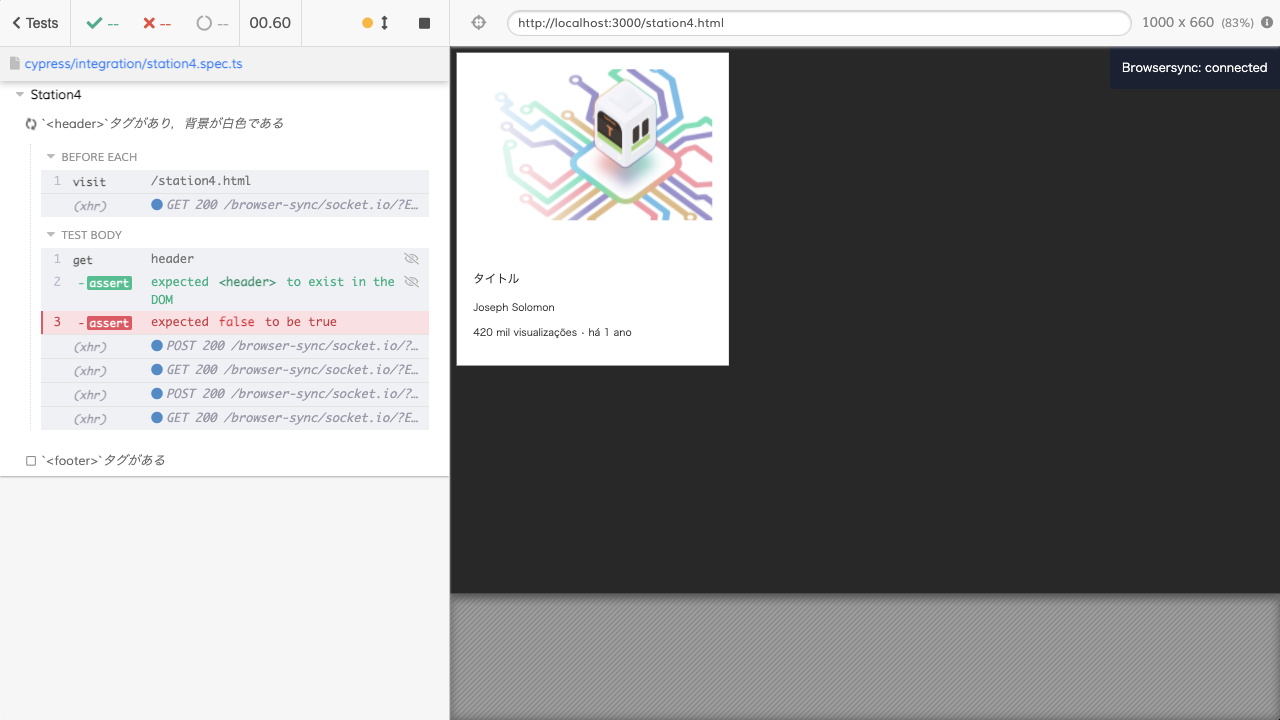 Tests
--
--
--
00.60
http://localhost:3000/station4.html
1000 x 660 (83%)
cypress/integration/station4.spec.ts
Browsersync: connected
Station4
`<header>`タグがあり，背景が白色である
BEFORE EACH
1 visit /station4.html
(xhr) GET 200 /browser-sync/socket.io/?E…
TEST BODY
1 get header
2 - assert expected <header> to exist in the
DOM
3 - assert expected false to be true
(xhr) POST 200 /browser-sync/socket.io/?…
(xhr) GET 200 /browser-sync/socket.io/?E…
(xhr) POST 200 /browser-sync/socket.io/?…
(xhr) GET 200 /browser-sync/socket.io/?E…
`<footer>`タグがある
タイトル
Joseph Solomon
420 mil visualizações · há 1 ano